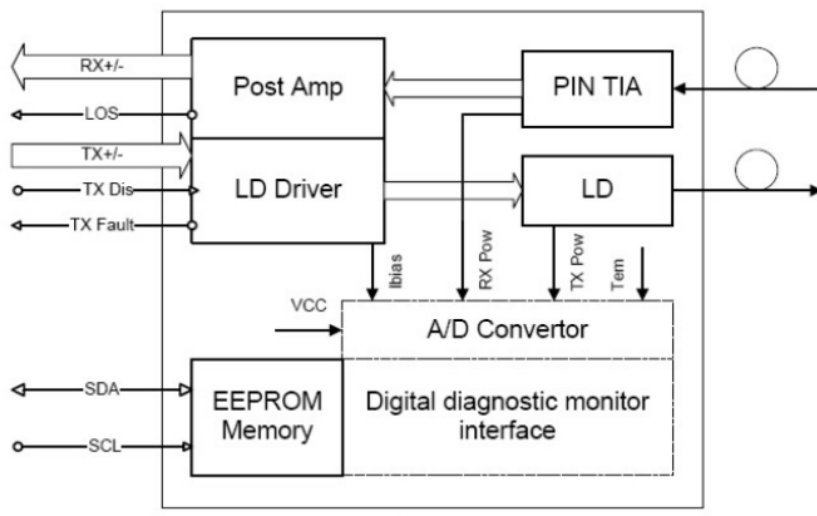 RX+/-
Post Amp
PIN TIA
LOS
TX+/-
TX Dis
LD Driver
LD
TX Fault
Ibias
RX Pow
TX Pow
Tem
VCC
A/D Convertor
SDA
EEPROM
Memory
Digital diagnostic monitor
interface
SCL